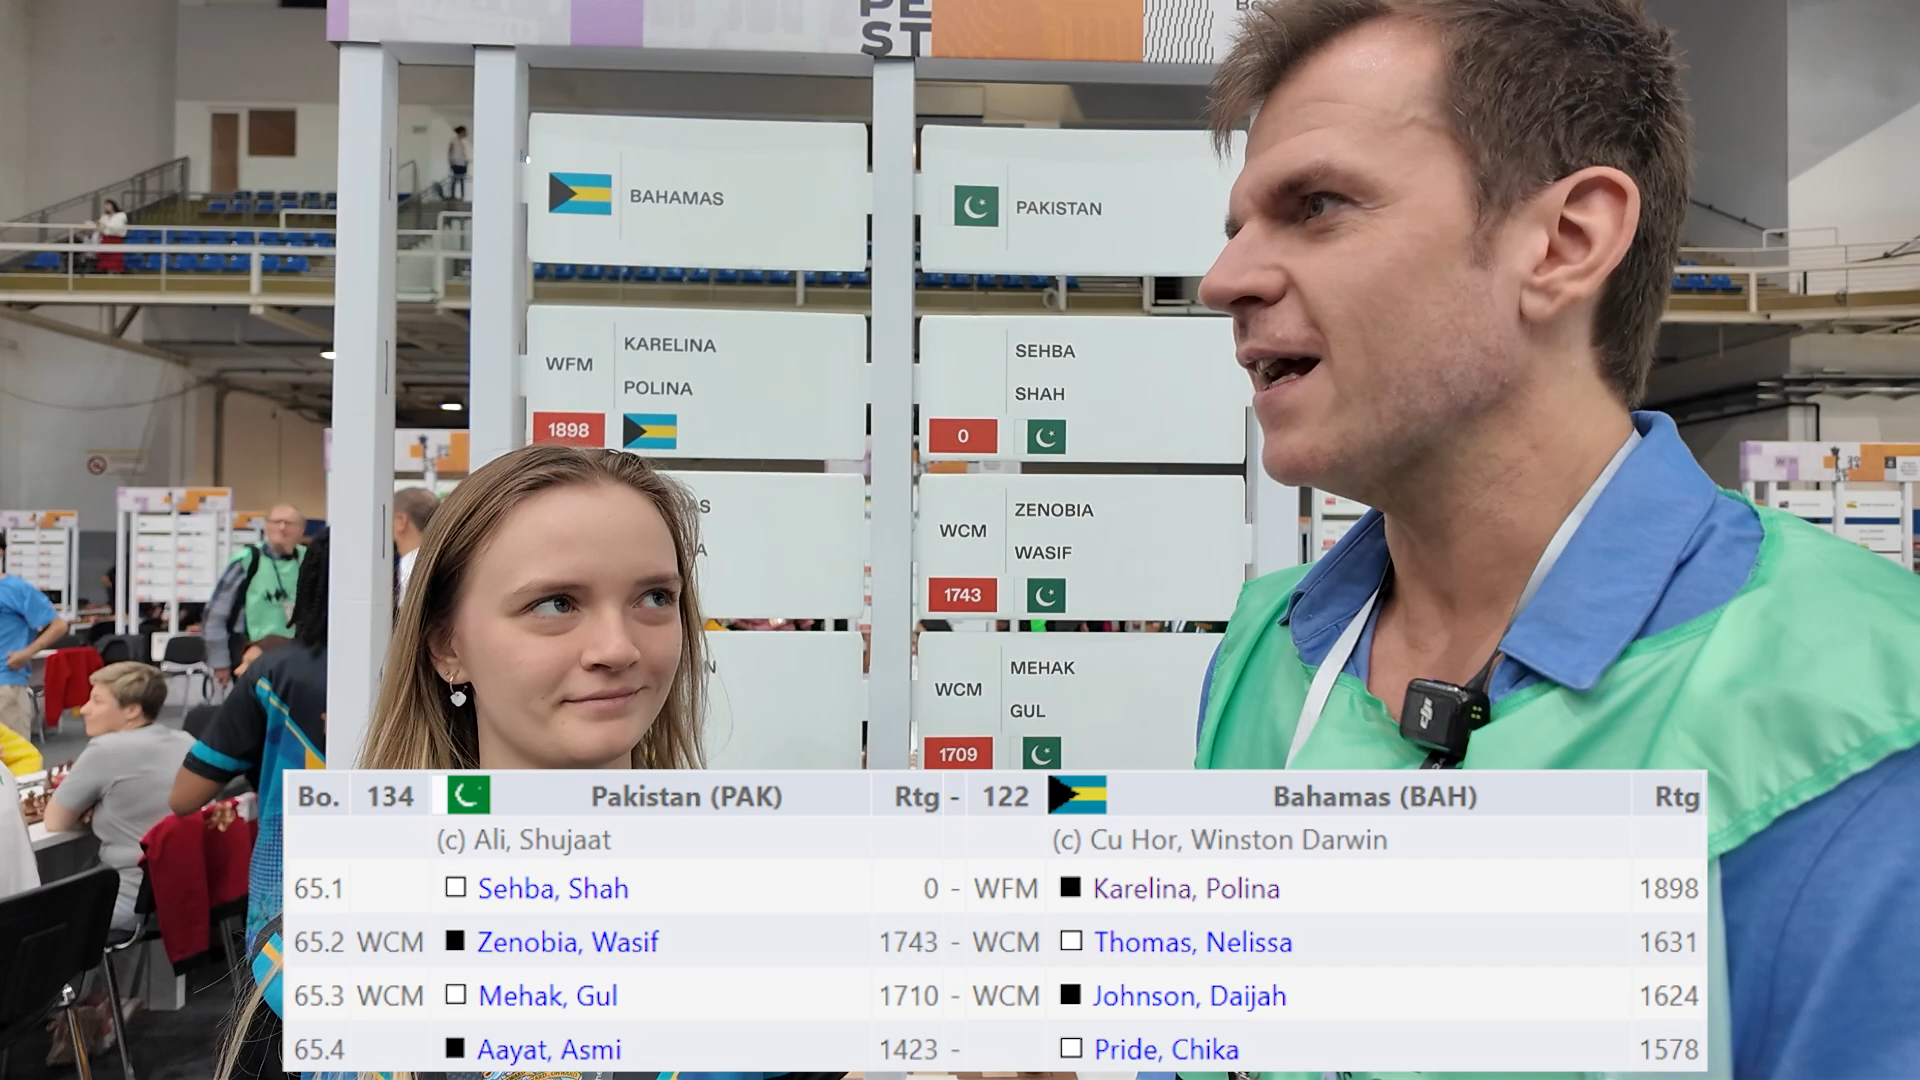 PE
ST
BAHAMAS
PAKISTAN
WFM
KARELINA
POLINA
1898
SEHBA
SHAH
0
WCM
ZENOBIA
WASIF
1743
WCM
MEHAK
GUL
1709
dji
Bo. 134 Pakistan (PAK) Rtg - 122 Bahamas (BAH) Rtg
(c) Ali, Shujaat (c) Cu Hor, Winston Darwin
65.1 Sehba, Shah 0 - WFM Karelina, Polina 1898
65.2 WCM Zenobia, Wasif 1743 - WCM Thomas, Nelissa 1631
65.3 WCM Mehak, Gul 1710 - WCM Johnson, Daijah 1624
65.4 Aayat, Asmi 1423 - Pride, Chika 1578